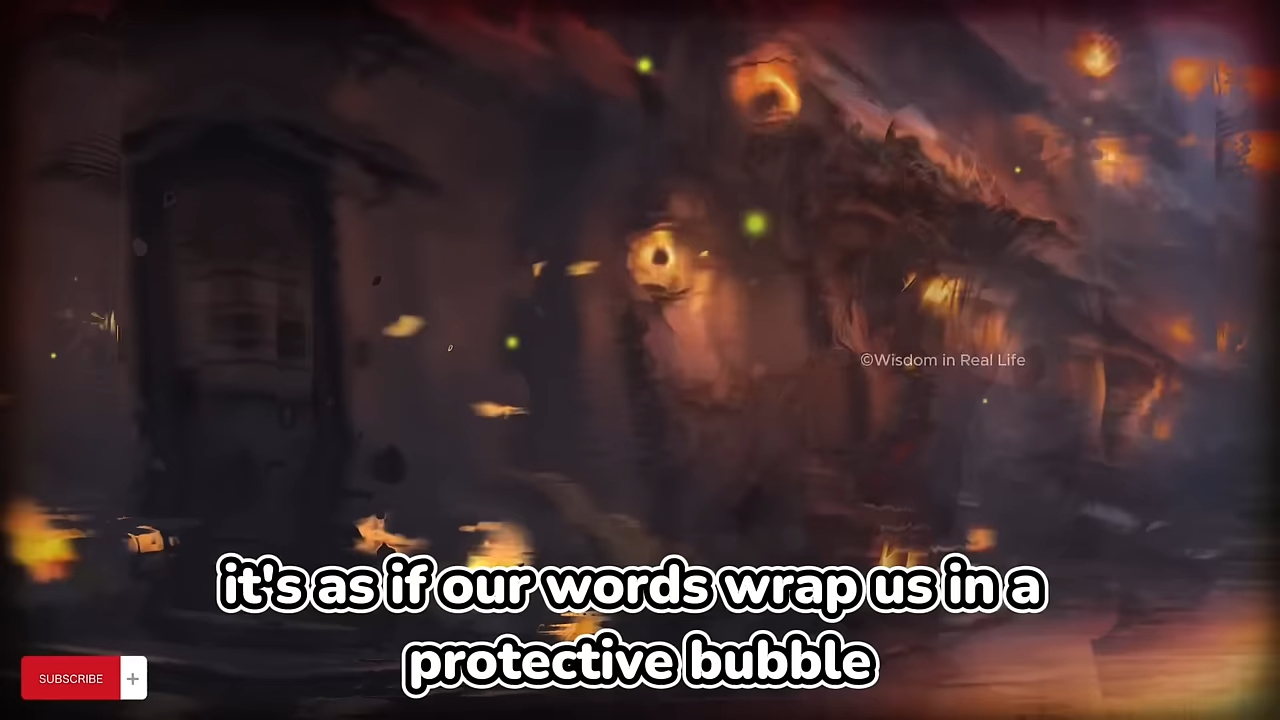 ©Wisdom in Real Life
it's as if our words wrap us in a
protective bubble
SUBSCRIBE +